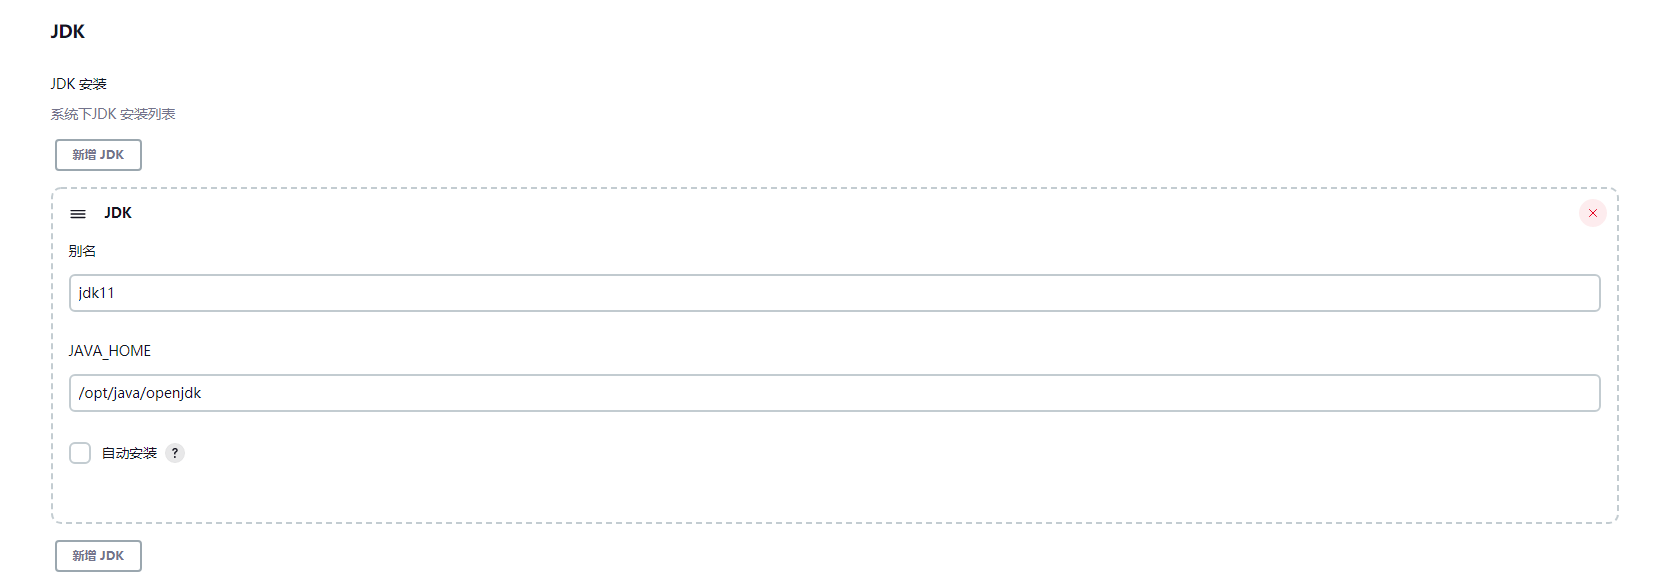 JDK
JDK 安装
系统下JDK 安装列表
新增 JDK
JDK
别名
jdk11
JAVA_HOME
/opt/java/openjdk
自动安装 ?
新增 JDK